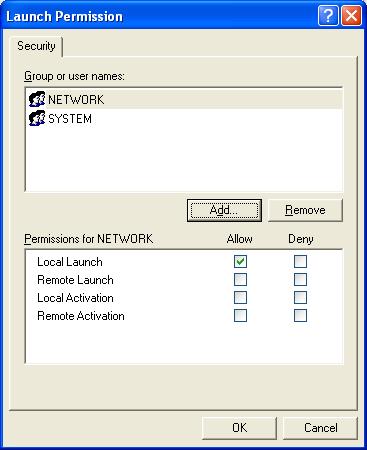 Launch Permission
Security
Group or user names:
NETWORK
SYSTEM
Add... Remove
Permissions for NETWORK Allow Deny
Local Launch
Remote Launch
Local Activation
Remote Activation
OK Cancel